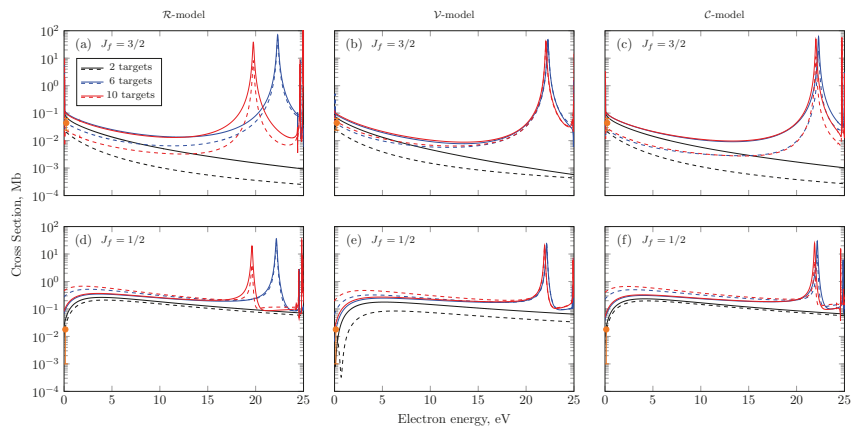 𝓡-model
𝒱-model
𝒞-model
(a) J_f = 3/2
(b) J_f = 3/2
(c) J_f = 3/2
2 targets
6 targets
10 targets
10^2
10^1
10^0
10^−1
10^−2
10^−3
10^−4
(d) J_f = 1/2
(e) J_f = 1/2
(f) J_f = 1/2
10^2
10^1
10^0
10^−1
10^−2
10^−3
10^−4
Cross Section, Mb
0 5 10 15 20 25
0 5 10 15 20 25
0 5 10 15 20 25
Electron energy, eV